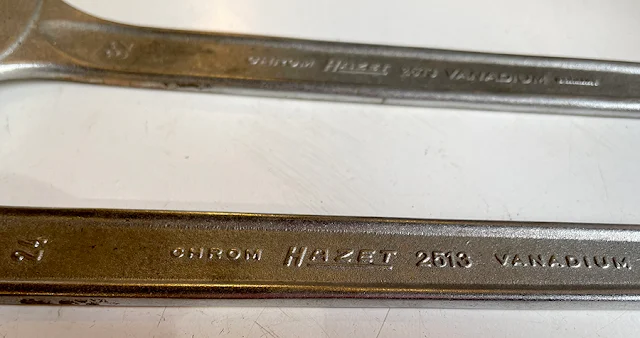 CHROM HAZET VANADIUM
24 CHROM HAZET 2513 VANADIUM